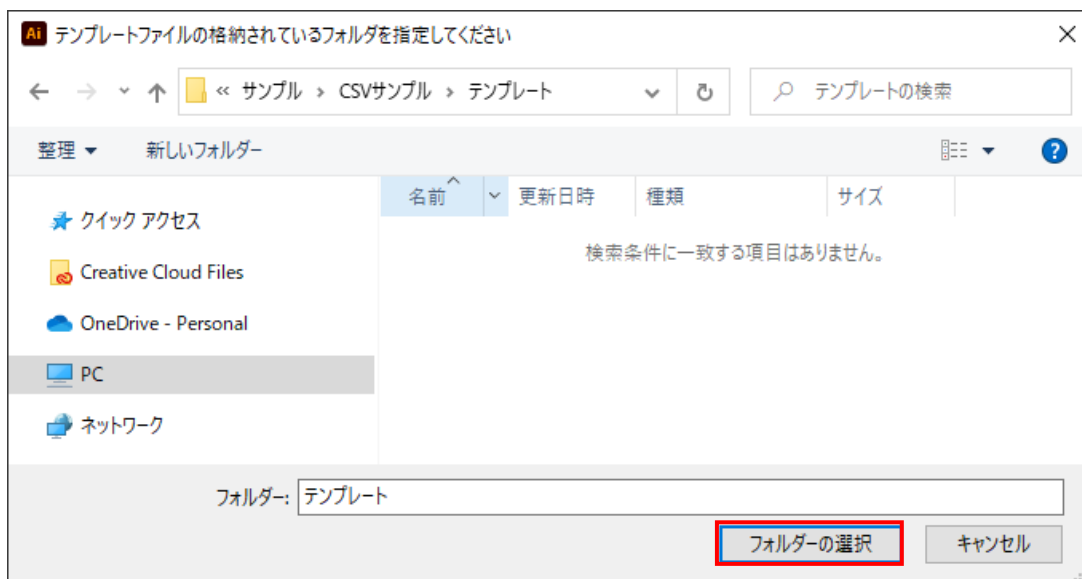 Ai テンプレートファイルの格納されているフォルダを指定してください
« サンプル › CSVサンプル › テンプレート テンプレートの検索
整理 新しいフォルダー ?
名前 更新日時 種類 サイズ
検索条件に一致する項目はありません。
クイック アクセス
Creative Cloud Files
OneDrive - Personal
PC
ネットワーク
フォルダー: テンプレート
フォルダーの選択 キャンセル